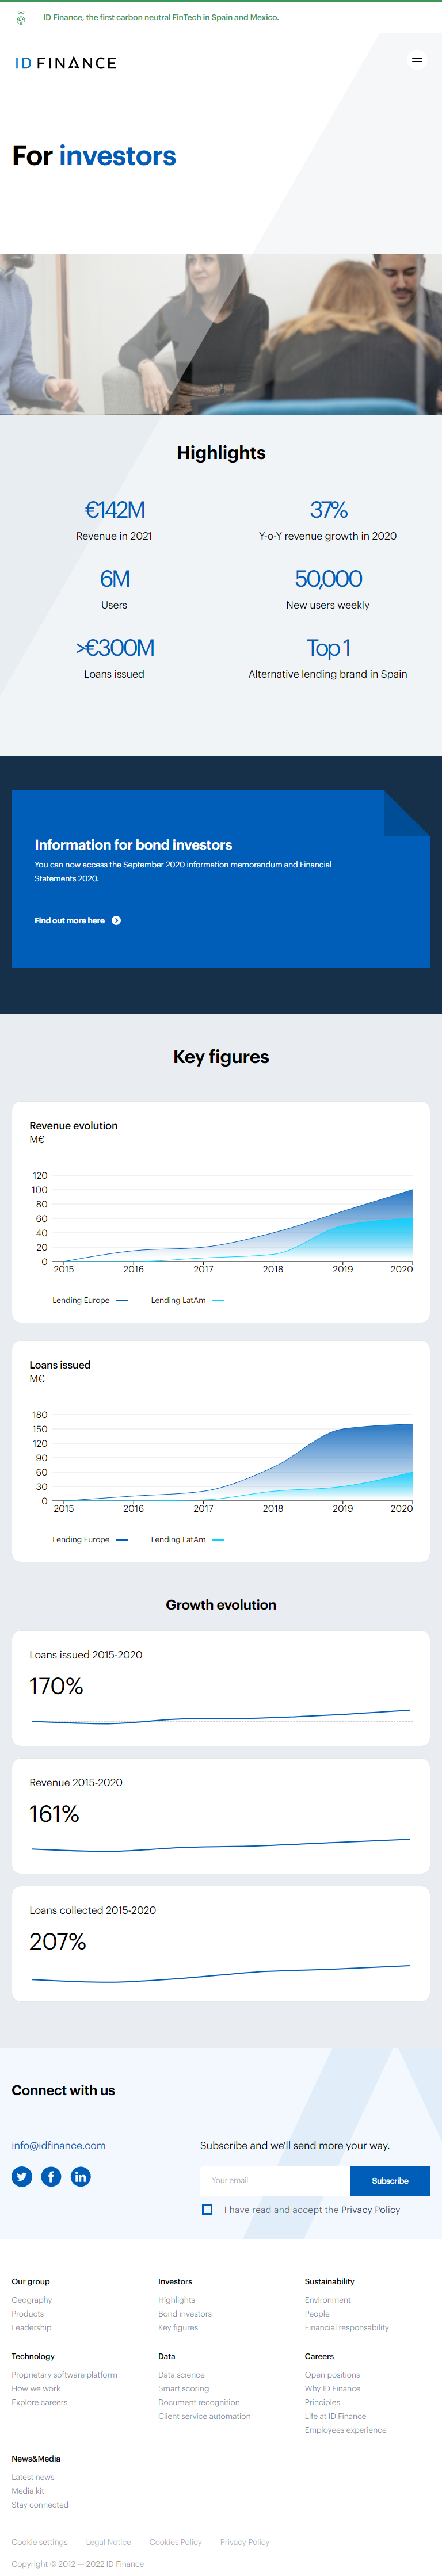 ID Finance, the first carbon neutral FinTech in Spain and Mexico.
ID FINANCE
For investors
Highlights
€142M
Revenue in 2021
37%
Y-o-Y revenue growth in 2020
6M
Users
50,000
New users weekly
>€300M
Loans issued
Top 1
Alternative lending brand in Spain
Information for bond investors
You can now access the September 2020 information memorandum and Financial
Statements 2020.
Find out more here
Key figures
Revenue evolution
M€
120
100
80
60
40
20
0
2015 2016 2017 2018 2019 2020
Lending Europe
Lending LatAm
Loans issued
M€
180
150
120
90
60
30
0
2015 2016 2017 2018 2019 2020
Lending Europe
Lending LatAm
Growth evolution
Loans issued 2015-2020
170%
Revenue 2015-2020
161%
Loans collected 2015-2020
207%
Connect with us
info@idfinance.com
Subscribe and we'll send more your way.
Your email
Subscribe
I have read and accept the Privacy Policy
Our group
Geography
Products
Leadership
Investors
Highlights
Bond investors
Key figures
Sustainability
Environment
People
Financial responsability
Technology
Proprietary software platform
How we work
Explore careers
Data
Data science
Smart scoring
Document recognition
Client service automation
Careers
Open positions
Why ID Finance
Principles
Life at ID Finance
Employees experience
News&Media
Latest news
Media kit
Stay connected
Cookie settings
Legal Notice
Cookies Policy
Privacy Policy
Copyright © 2012 — 2022 ID Finance